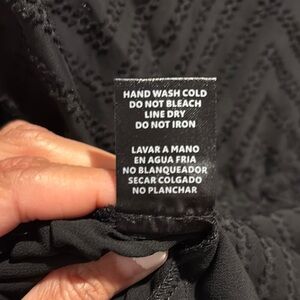 HAND WASH COLD
DO NOT BLEACH
LINE DRY
DO NOT IRON
LAVAR A MANO
EN AGUA FRIA
NO BLANQUEADOR
SECAR COLGADO
NO PLANCHAR